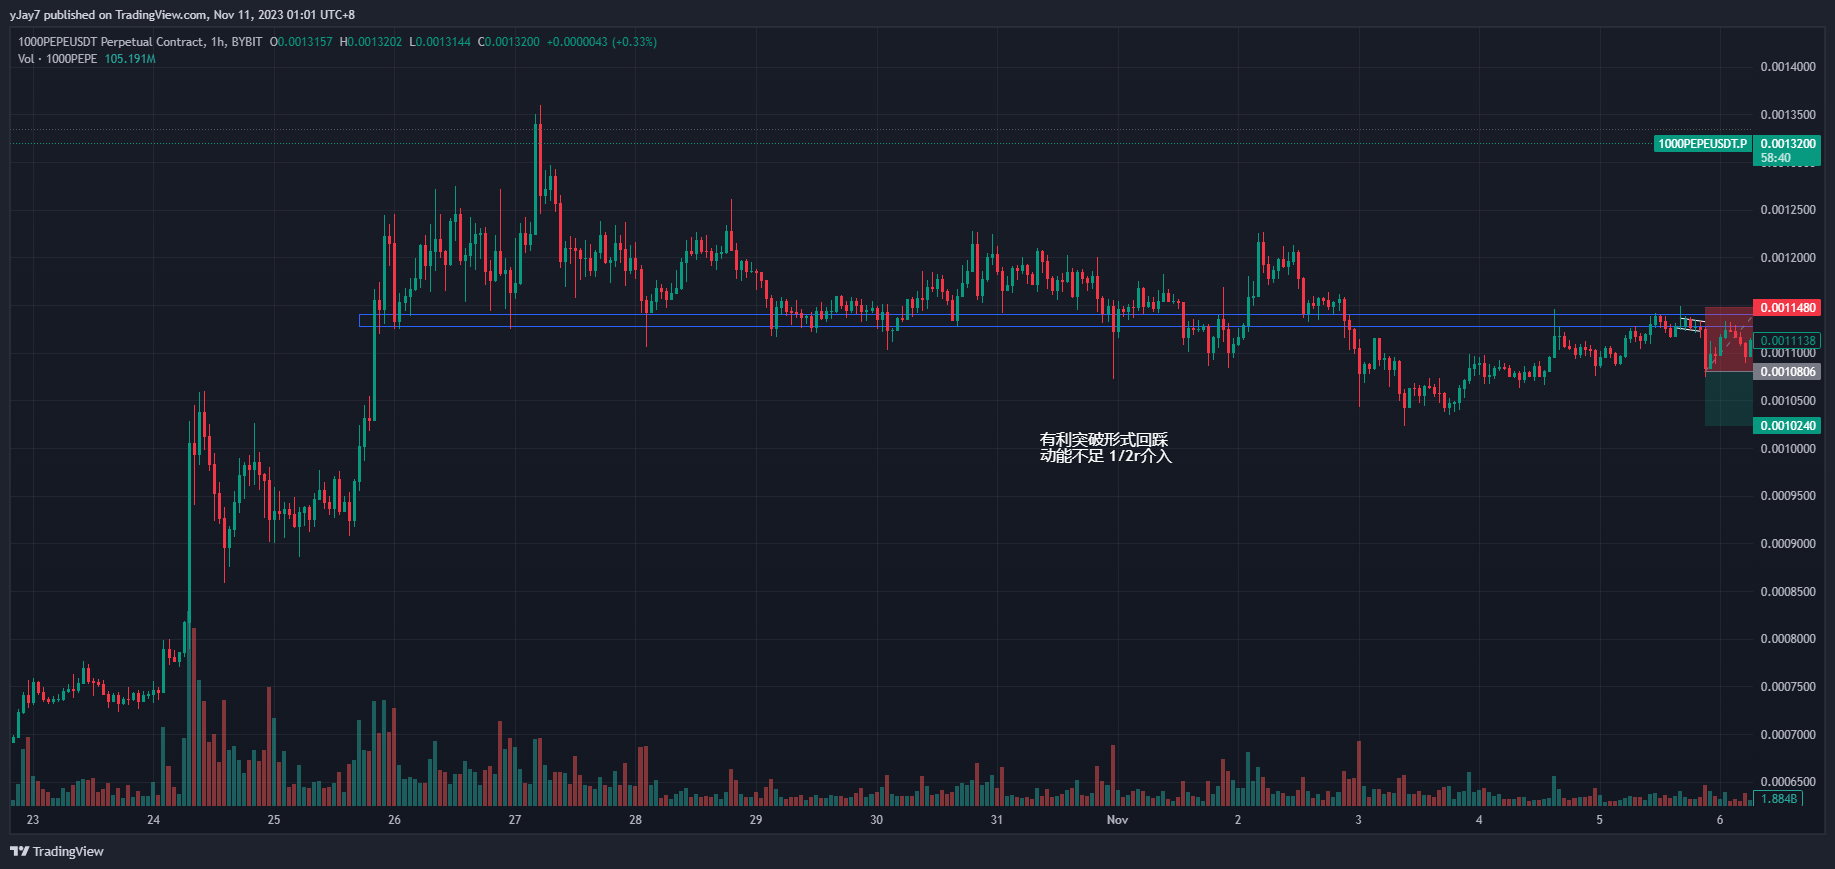 yJay7 published on TradingView.com, Nov 11, 2023 01:01 UTC+8
1000PEPEUSDT Perpetual Contract, 1h, BYBIT O0.0013157 H0.0013202 L0.0013144 C0.0013200 +0.0000043 (+0.33%)
Vol · 1000PEPE 105.191M
0.0014000
0.0013500
1000PEPEUSDT.P 0.0013200
58:40
0.0012500
0.0012000
0.0011480
0.0011138
0.0011000
0.0010806
0.0010500
0.0010240
有利突破形式回踩
动能不足 1/2r介入
0.0010000
0.0009500
0.0009000
0.0008500
0.0008000
0.0007500
0.0007000
0.0006500
1.884B
23 24 25 26 27 28 29 30 31 Nov 2 3 4 5 6
TradingView